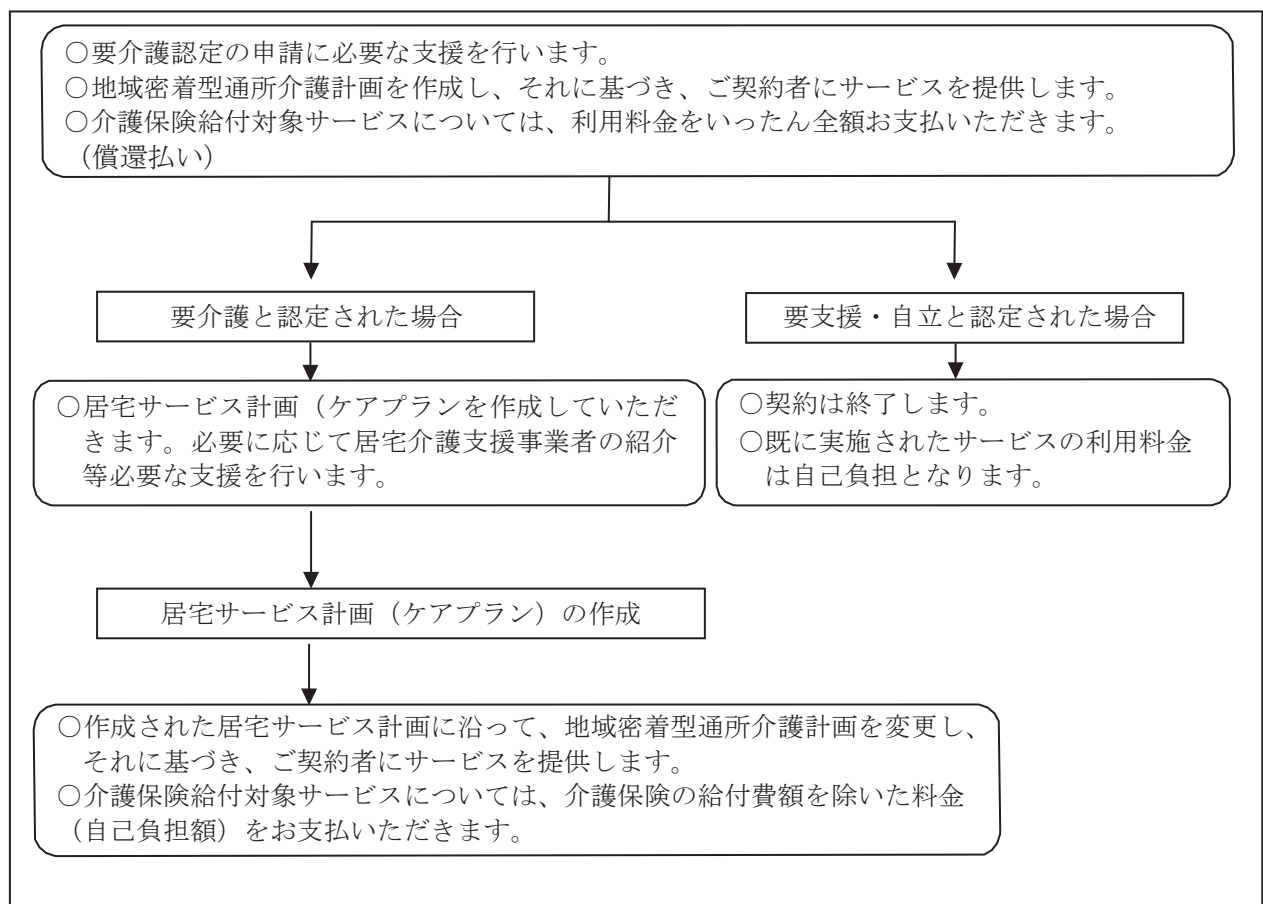 ○要介護認定の申請に必要な支援を行います。
○地域密着型通所介護計画を作成し、それに基づき、ご契約者にサービスを提供します。
○介護保険給付対象サービスについては、利用料金をいったん全額お支払いただきます。
（償還払い）
要介護と認定された場合
要支援・自立と認定された場合
○居宅サービス計画（ケアプランを作成していただ
きます。必要に応じて居宅介護支援事業者の紹介
等必要な支援を行います。
○契約は終了します。
○既に実施されたサービスの利用料金
は自己負担となります。
居宅サービス計画（ケアプラン）の作成
○作成された居宅サービス計画に沿って、地域密着型通所介護計画を変更し、
それに基づき、ご契約者にサービスを提供します。
○介護保険給付対象サービスについては、介護保険の給付費額を除いた料金
（自己負担額）をお支払いただきます。